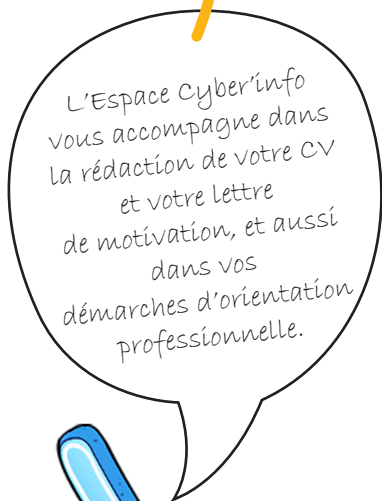 L'Espace Cyber'info
vous accompagne dans
la rédaction de votre CV
et votre lettre
de motivation, et aussi
dans vos
démarches d'orientation
professionnelle.